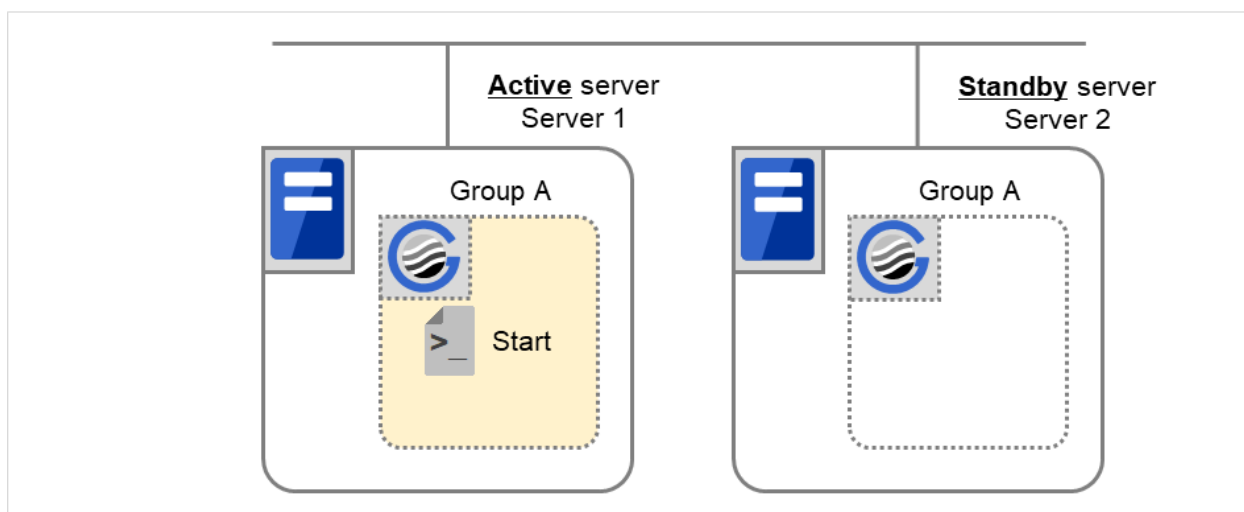 Active server
Server 1
Standby server
Server 2
Group A
Group A
>_ Start